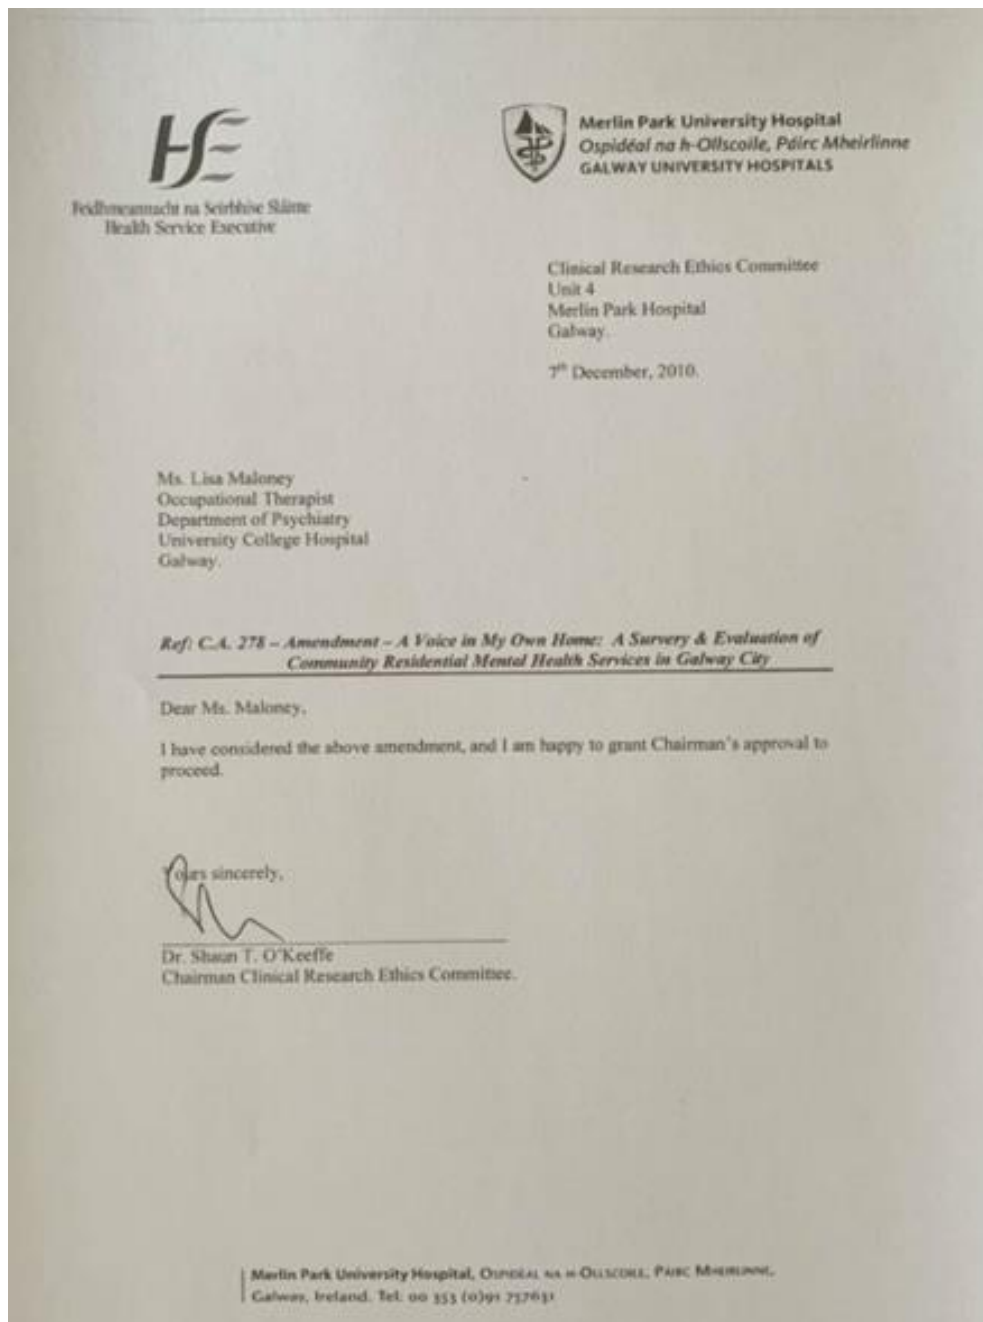 HSE
Feidhmeannacht na Seirbhíse Sláinte
Health Service Executive
Merlin Park University Hospital
Ospidéal na h-Ollscoile, Páirc Mheirlinne
GALWAY UNIVERSITY HOSPITALS
Clinical Research Ethics Committee
Unit 4
Merlin Park Hospital
Galway.
7th December, 2010.
Ms. Lisa Maloney
Occupational Therapist
Department of Psychiatry
University College Hospital
Galway.
Ref: C.A. 278 – Amendment – A Voice in My Own Home: A Survery & Evaluation of
Community Residential Mental Health Services in Galway City
Dear Ms. Maloney,
I have considered the above amendment, and I am happy to grant Chairman's approval to
proceed.
Yours sincerely,
Dr. Shaun T. O'Keeffe
Chairman Clinical Research Ethics Committee.
Merlin Park University Hospital, Ospidéal na h-Ollscoile, Páirc Mheirlinne,
Galway, Ireland. Tel: 00 353 (0)91 757631